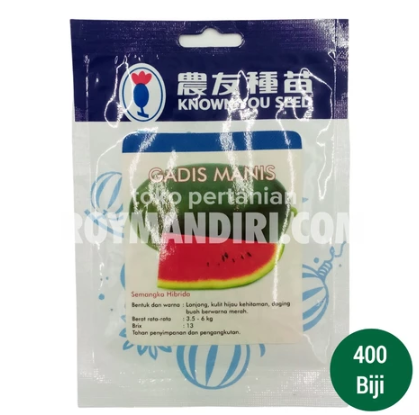 農友種苗
KNOWN-YOU SEED
GADIS MANIS
toko pertanian
ROYMANDIRI.COM
Semangka Hibrida
Bentuk dan warna : Lonjong, kulit hijau kehitaman, daging
buah berwarna merah.
Berat rata-rata : 3.5 - 6 kg
Brix : 13
Tahan penyimpanan dan pengangkutan.
400
Biji